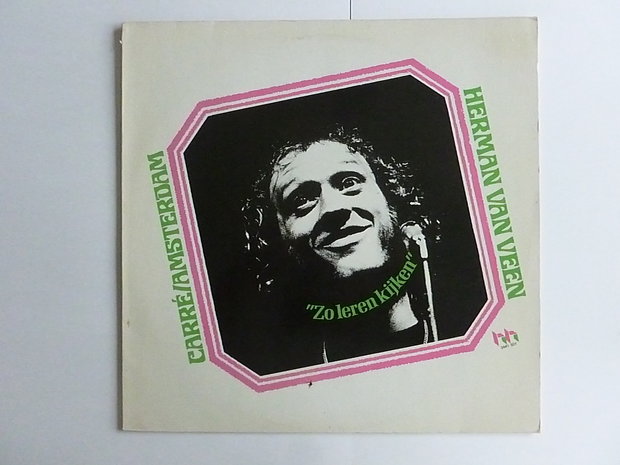 CARRÉ/AMSTERDAM
HERMAN VAN VEEN
"Zo leren kijken"